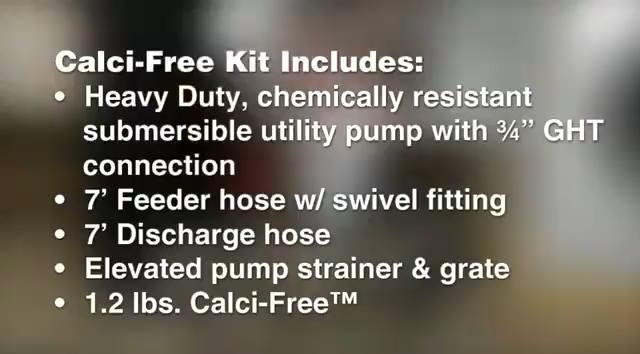 Calci-Free Kit Includes:
• Heavy Duty, chemically resistant
submersible utility pump with ¾” GHT
connection
• 7’ Feeder hose w/ swivel fitting
• 7’ Discharge hose
• Elevated pump strainer & grate
• 1.2 lbs. Calci-Free™